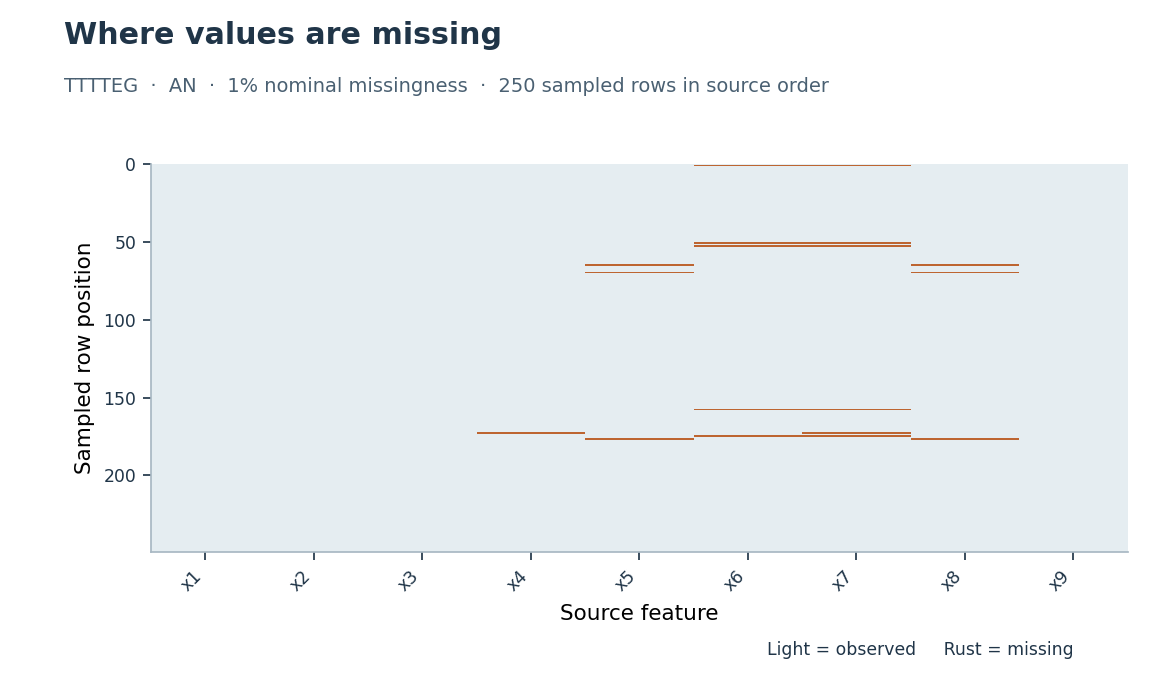 Where values are missing
TTTTEG · AN · 1% nominal missingness · 250 sampled rows in source order
0
50
100
150
200
Sampled row position
x1 x2 x3 x4 x5 x6 x7 x8 x9
Source feature
Light = observed Rust = missing